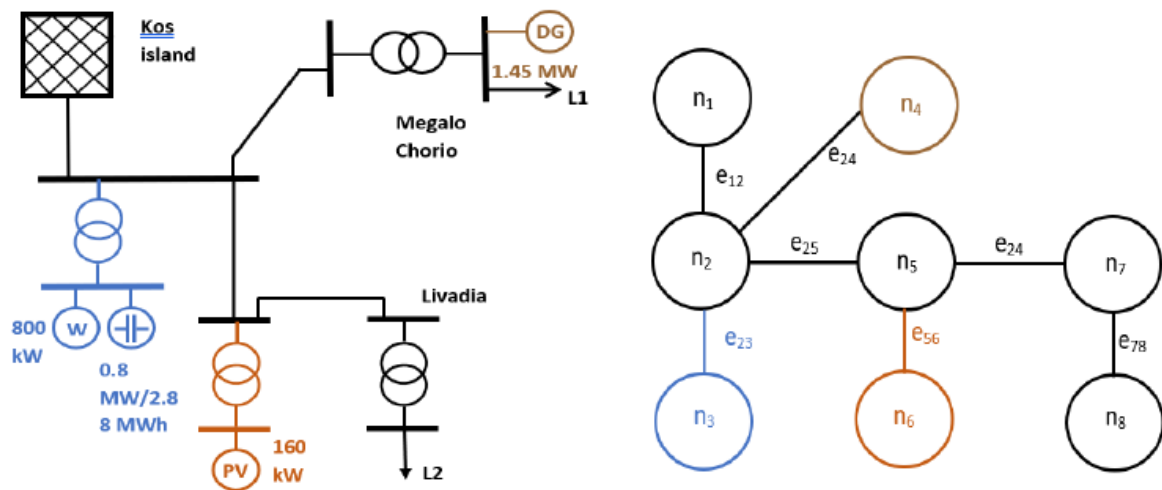 Kos
island
DG
1.45 MW
L1
Megalo
Chorio
Livadia
800
kW
W
0.8
MW/2.8
8 MWh
PV
160
kW
L2
n1
n4
e12
e24
n2
e25
n5
e24
n7
e23
e56
e78
n3
n6
n8